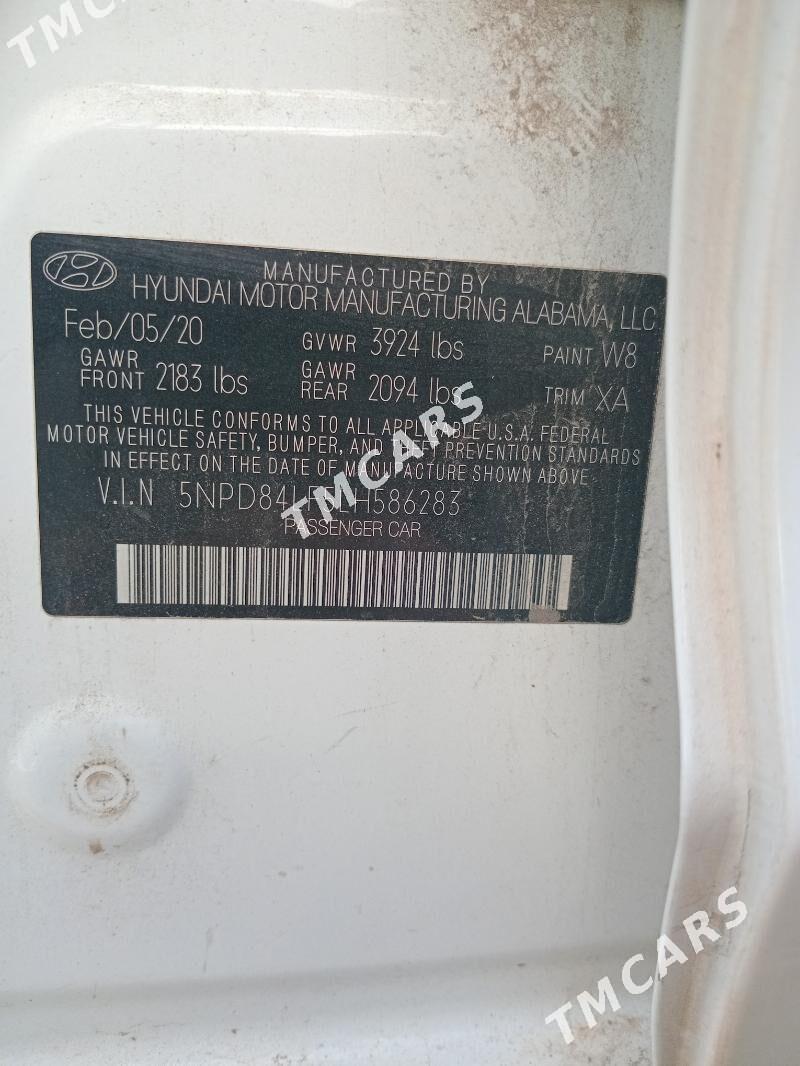 TMCARS
MANUFACTURED BY
HYUNDAI MOTOR MANUFACTURING ALABAMA, LLC
Feb/05/20 GVWR 3924 lbs PAINT W8
GAWR FRONT 2183 lbs GAWR REAR 2094 lbs TRIM XA
THIS VEHICLE CONFORMS TO ALL APPLICABLE U.S.A. FEDERAL
MOTOR VEHICLE SAFETY, BUMPER, AND THEFT PREVENTION STANDARDS
IN EFFECT ON THE DATE OF MANUFACTURE SHOWN ABOVE
V.I.N 5NPD84LF5LH586283
PASSENGER CAR
TMCARS
TMCARS